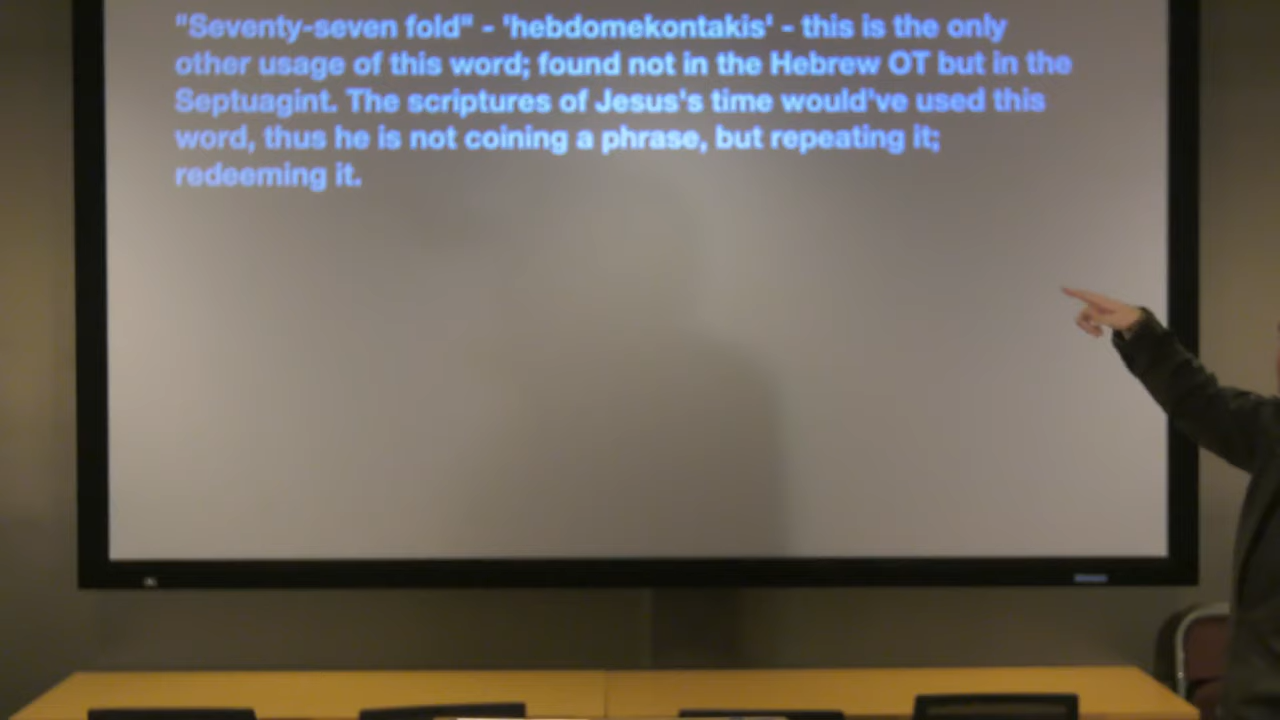 "Seventy-seven fold" - 'hebdomekontakis' - this is the only
other usage of this word; found not in the Hebrew OT but in the
Septuagint. The scriptures of Jesus's time would've used this
word, thus he is not coining a phrase, but repeating it;
redeeming it.